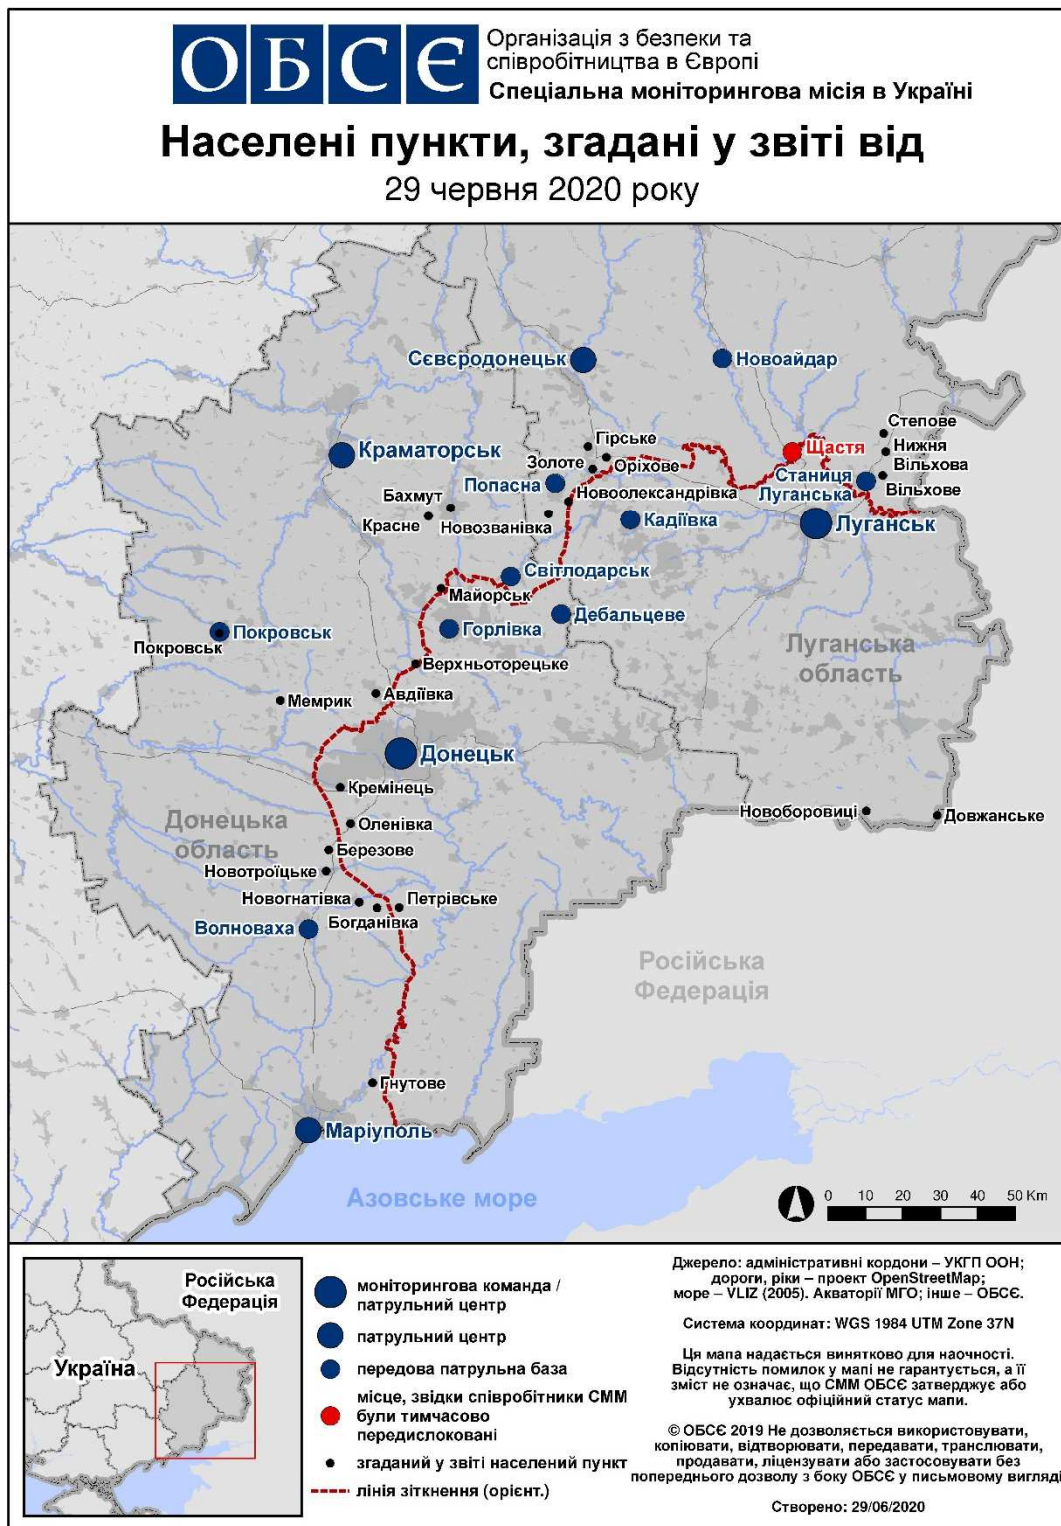 ОБСЄ
Організація з безпеки та
співробітництва в Європі
Спеціальна моніторингова місія в Україні
Населені пункти, згадані у звіті від
29 червня 2020 року
Сєвєродонецьк
Новоайдар
Степове
Гірське
Щастя
Нижня
Вільхова
Краматорськ
Золоте
Оріхове
Станиця
Луганська
Вільхове
Попасна
Бахмут
Новоолександрівка
Красне
Новозванівка
Кадіївка
Луганськ
Світлодарськ
Майорськ
Дебальцеве
Покровськ
Горлівка
Покровськ
Луганська
область
Верхньоторецьке
Мемрик
Авдіївка
Донецьк
Кремінець
Новоборовиці
Довжанське
Донецька
область
Оленівка
Березове
Новотроїцьке
Новогнатівка
Петрівське
Богданівка
Волноваха
Російська
Федерація
Гнутове
Маріуполь
Азовське море
0 10 20 30 40 50 Km
Російська
Федерація
Україна
моніторингова команда /
патрульний центр
патрульний центр
передова патрульна база
місце, звідки співробітники СММ
були тимчасово
передислоковані
згаданий у звіті населений пункт
лінія зіткнення (орієнт.)
Джерело: адміністративні кордони – УКГП ООН;
дороги, ріки – проект OpenStreetMap;
море – VLIZ (2005). Акваторії МГО; інше – ОБСЄ.
Система координат: WGS 1984 UTM Zone 37N
Ця мапа надається винятково для наочності.
Відсутність помилок у мапі не гарантується, а її
зміст не означає, що СММ ОБСЄ затверджує або
ухвалює офіційний статус мапи.
© ОБСЄ 2019 Не дозволяється використовувати,
копіювати, відтворювати, передавати, транслювати,
продавати, ліцензувати або застосовувати без
попереднього дозволу з боку ОБСЄ у письмовому вигляді
Створено: 29/06/2020